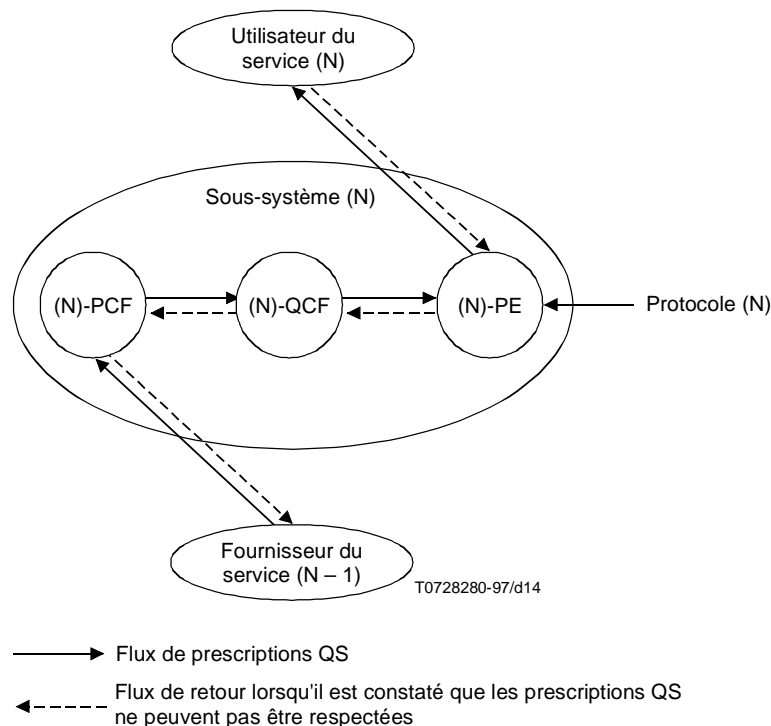 Utilisateur du
service (N)
Sous-système (N)
(N)-PCF
(N)-QCF
(N)-PE
Protocole (N)
Fournisseur du
service (N – 1)
T0728280-97/d14
Flux de prescriptions QS
Flux de retour lorsqu'il est constaté que les prescriptions QS
ne peuvent pas être respectées